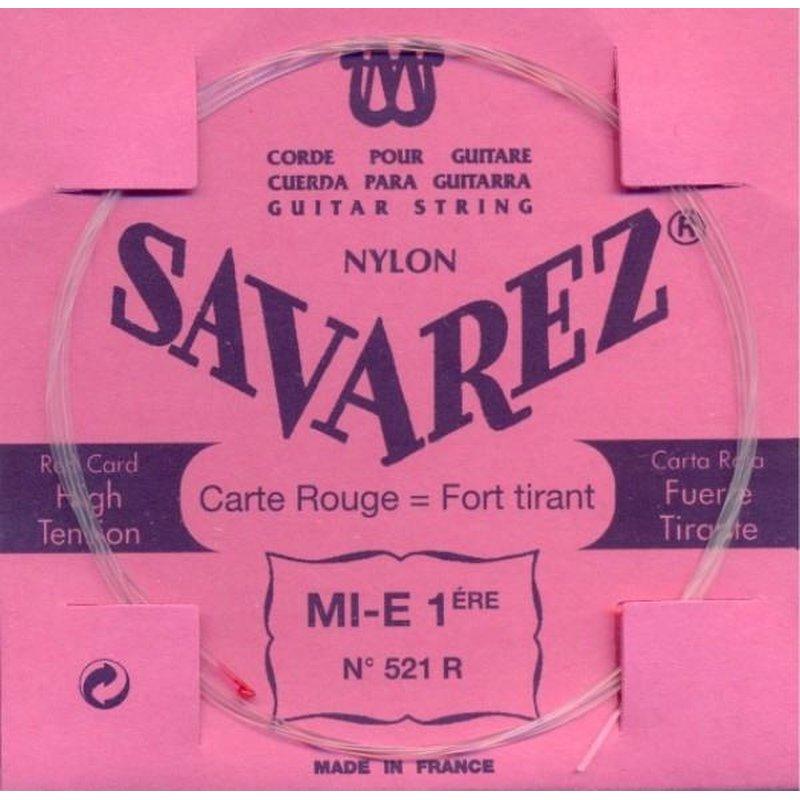 CORDE POUR GUITARE
CUERDA PARA GUITARRA
GUITAR STRING
NYLON
SAVAREZ®
Red Card
High
Tension
Carte Rouge = Fort tirant
Carta Roja
Fuerte
Tirante
MI-E 1ÉRE
N° 521 R
MADE IN FRANCE